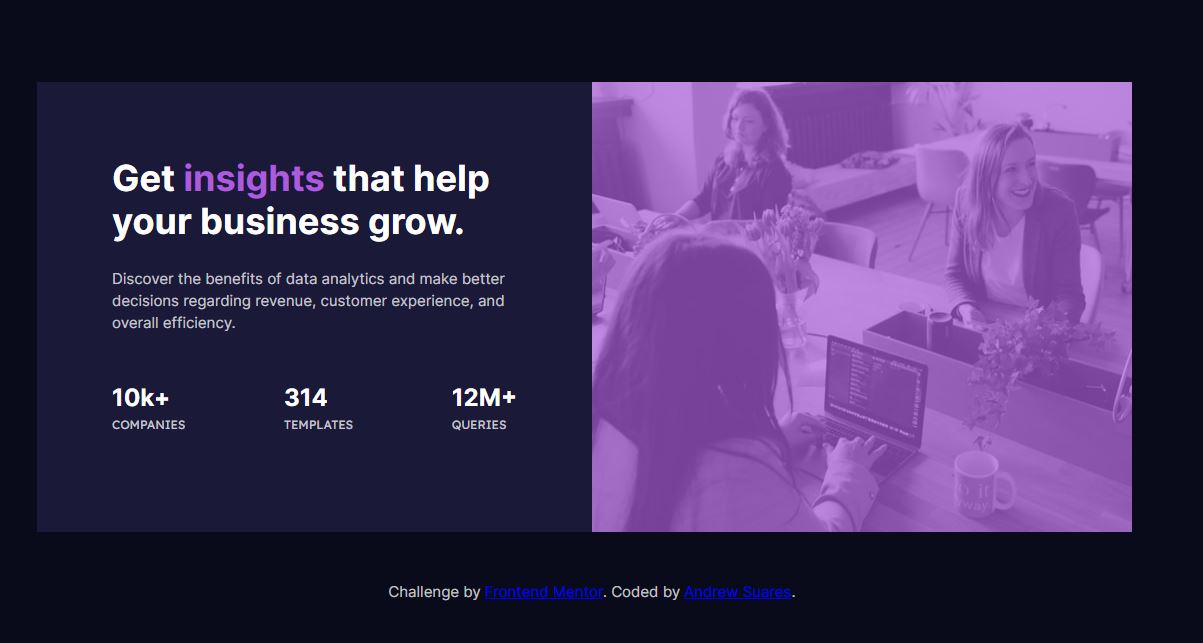 Get insights that help
your business grow.
Discover the benefits of data analytics and make better
decisions regarding revenue, customer experience, and
overall efficiency.
10k+ 314 12M+
COMPANIES TEMPLATES QUERIES
Challenge by Frontend Mentor. Coded by Andrew Suares.